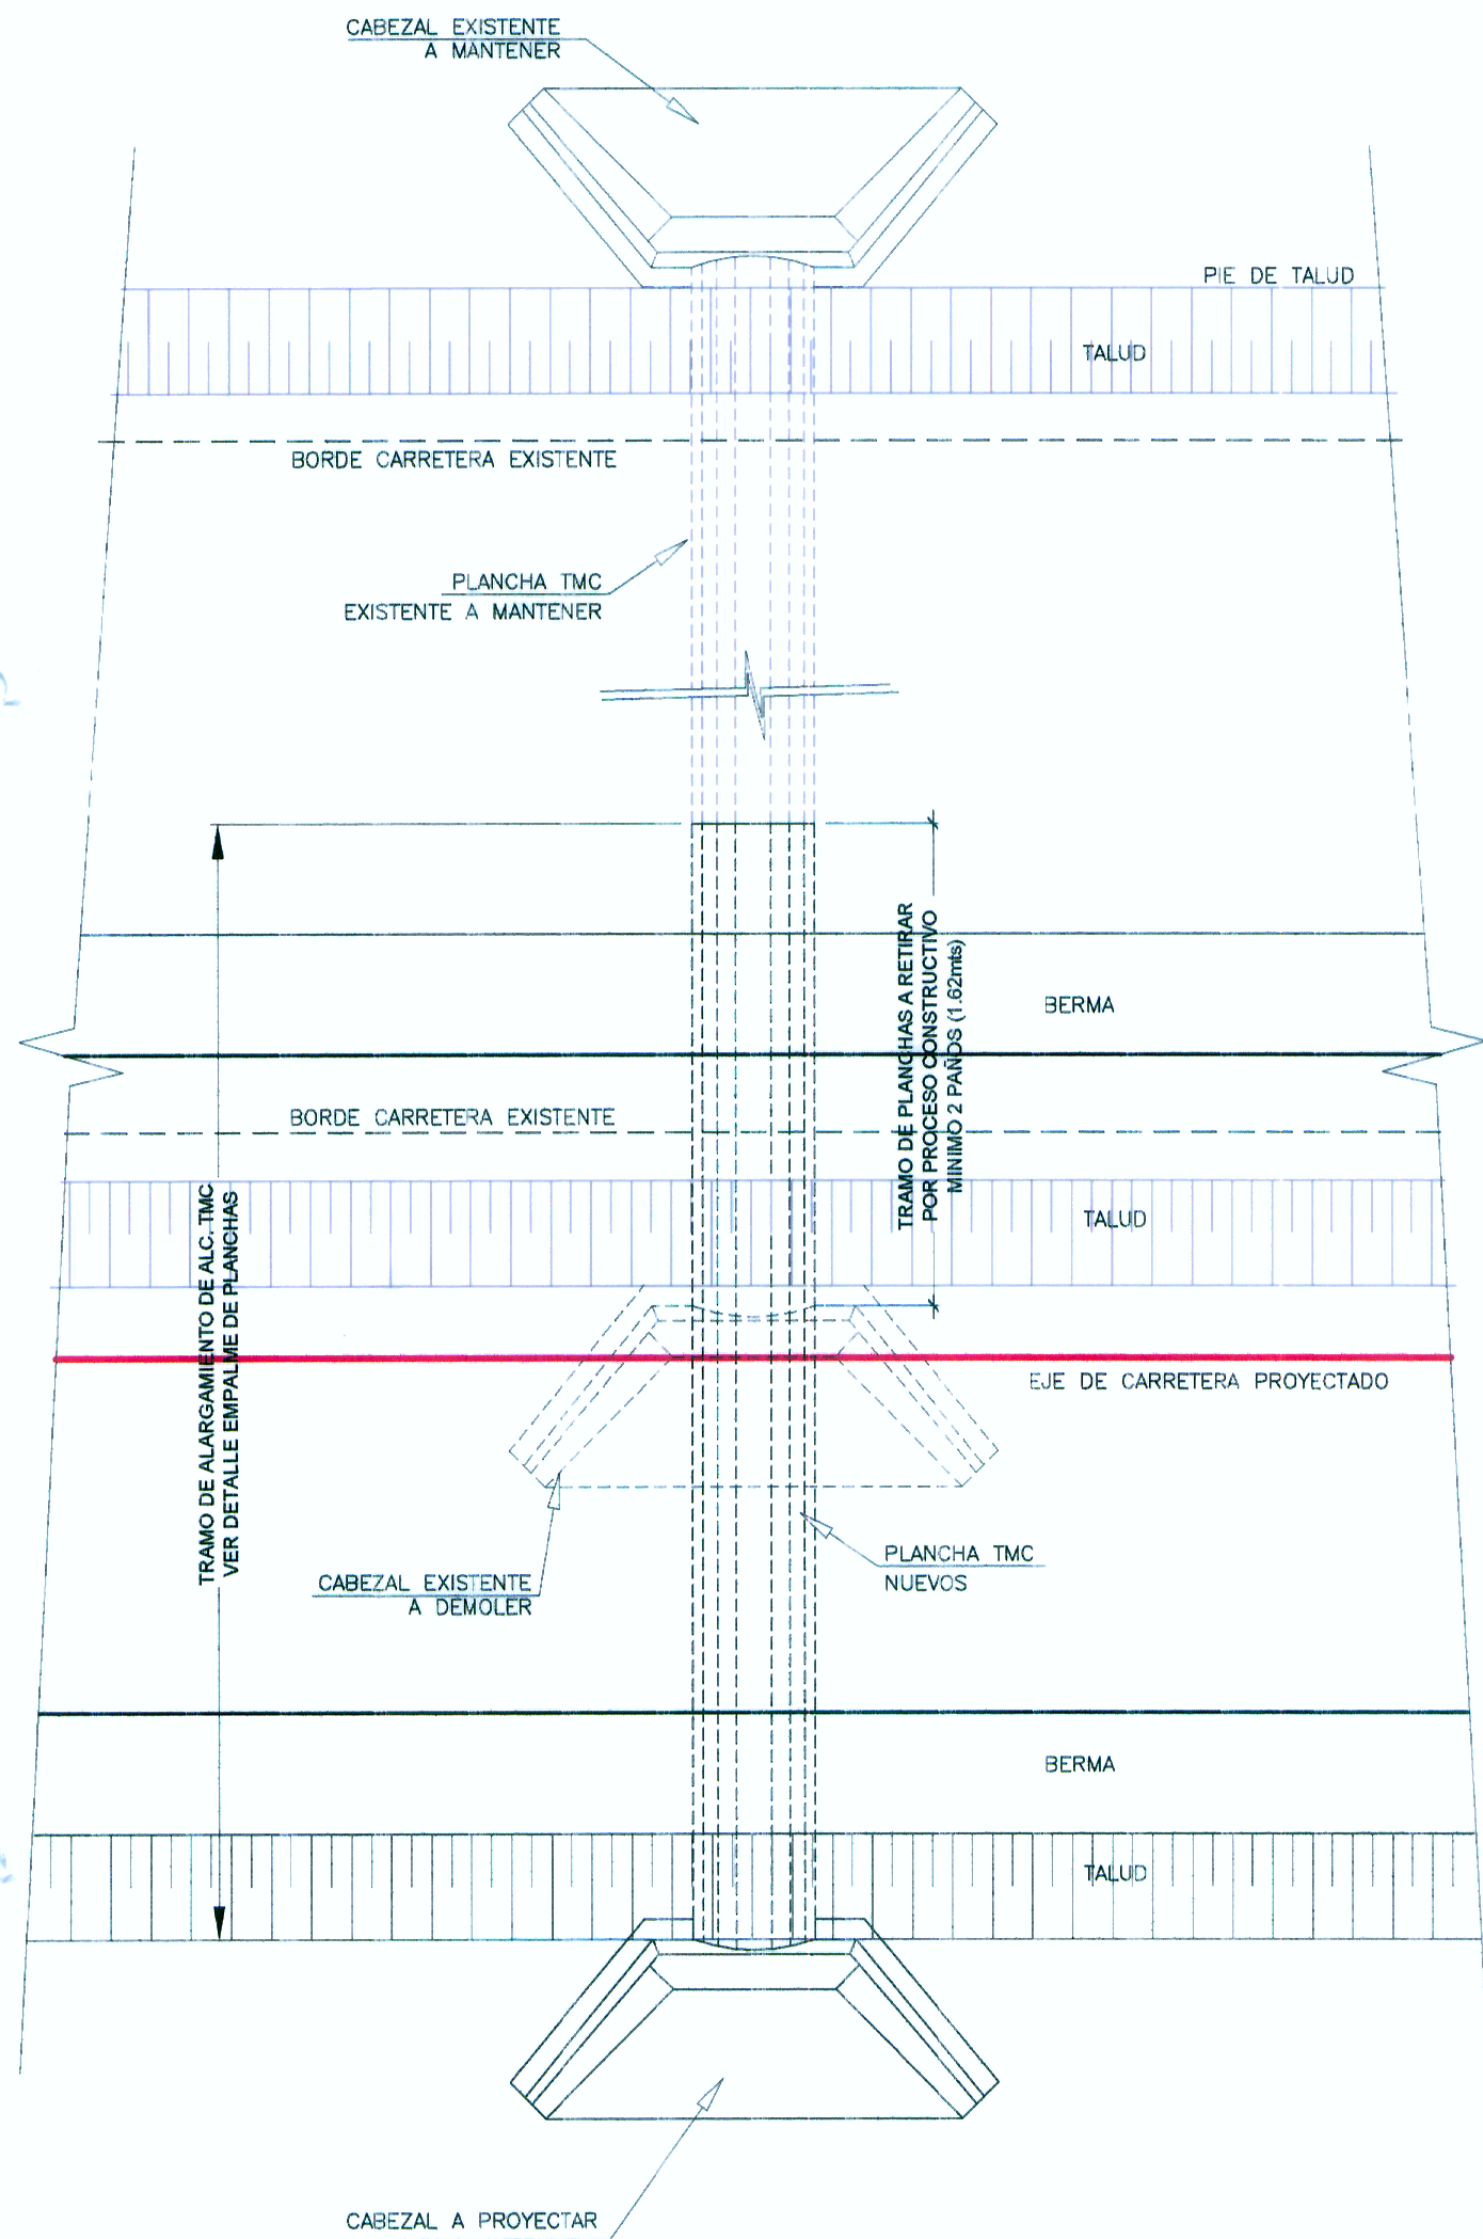 CABEZAL EXISTENTE
A MANTENER
PIE DE TALUD
TALUD
BORDE CARRETERA EXISTENTE
PLANCHA TMC
EXISTENTE A MANTENER
TRAMO DE PLANCHAS A RETIRAR
POR PROCESO CONSTRUCTIVO
MINIMO 2 PAÑOS (1.62mts)
BERMA
BORDE CARRETERA EXISTENTE
TALUD
TRAMO DE ALARGAMIENTO DE ALC. TMC
VER DETALLE EMPALME DE PLANCHAS
EJE DE CARRETERA PROYECTADO
PLANCHA TMC
NUEVOS
CABEZAL EXISTENTE
A DEMOLER
BERMA
TALUD
CABEZAL A PROYECTAR